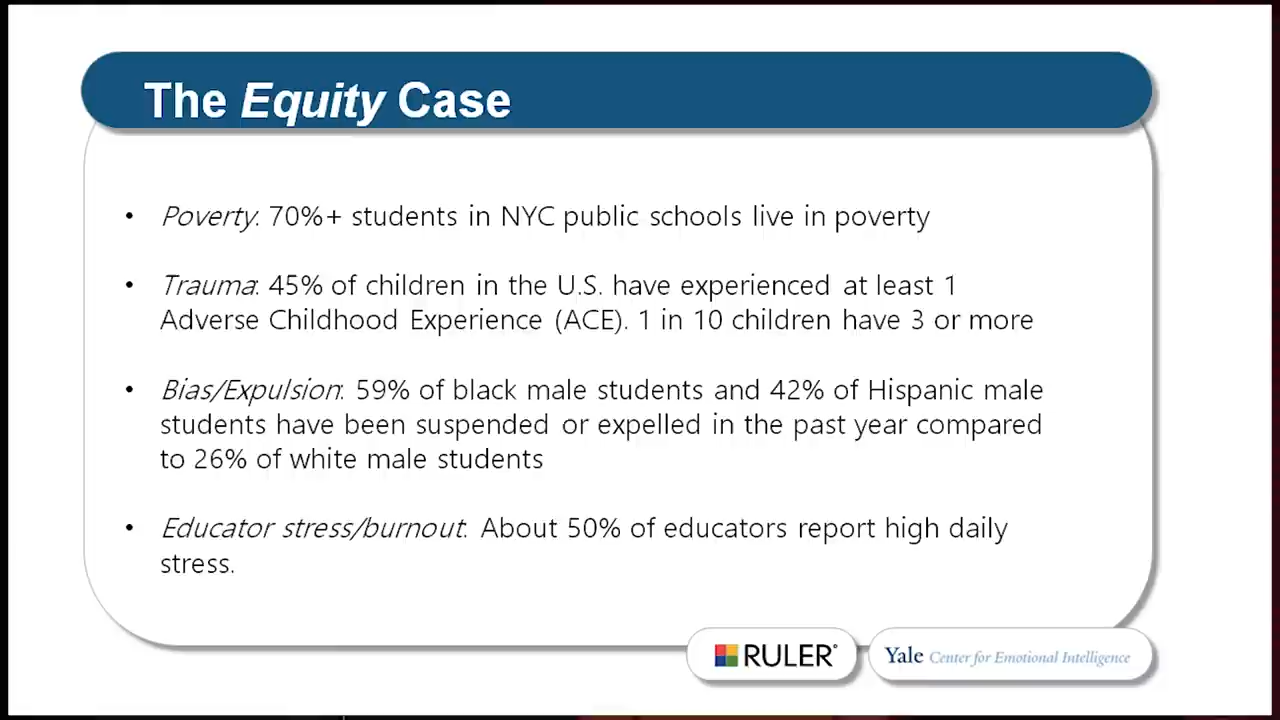 The Equity Case
• Poverty: 70%+ students in NYC public schools live in poverty
• Trauma: 45% of children in the U.S. have experienced at least 1
Adverse Childhood Experience (ACE). 1 in 10 children have 3 or more
• Bias/Expulsion: 59% of black male students and 42% of Hispanic male
students have been suspended or expelled in the past year compared
to 26% of white male students
• Educator stress/burnout: About 50% of educators report high daily
stress.
RULER®
Yale Center for Emotional Intelligence